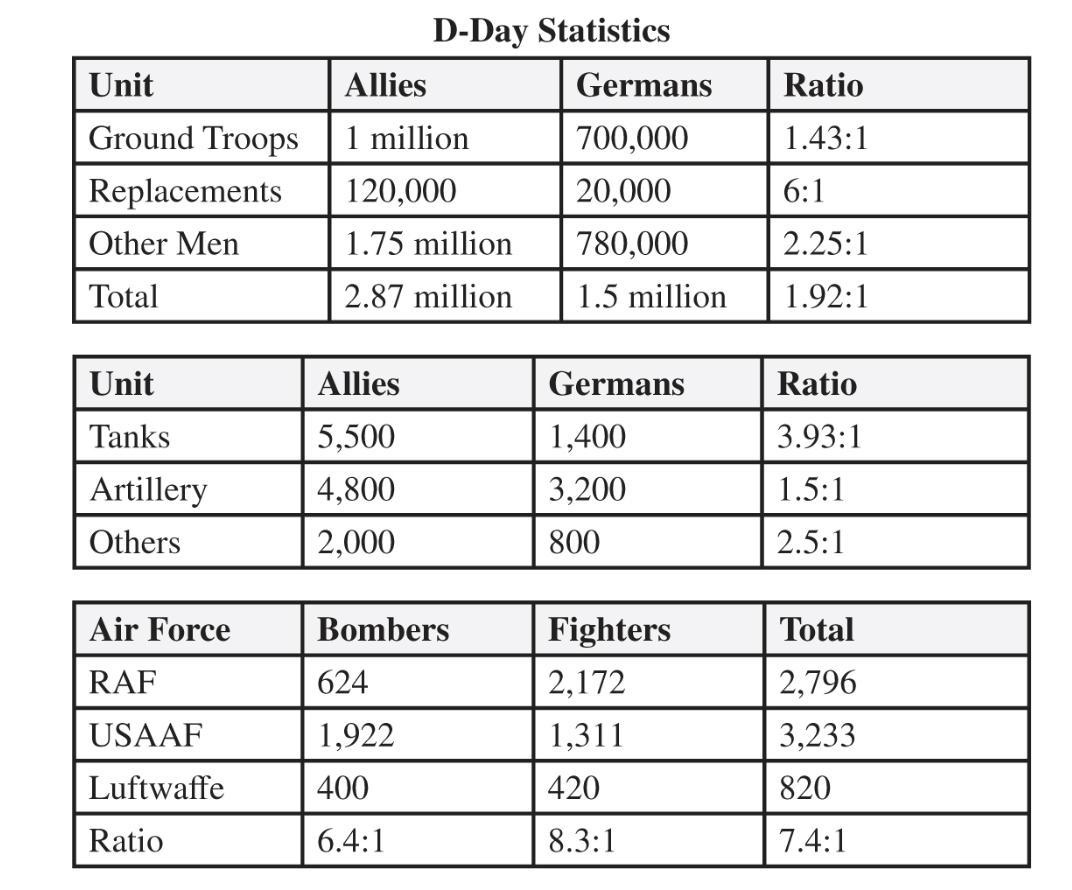 D-Day Statistics
Unit Allies Germans Ratio
Ground Troops 1 million 700,000 1.43:1
Replacements 120,000 20,000 6:1
Other Men 1.75 million 780,000 2.25:1
Total 2.87 million 1.5 million 1.92:1
Unit Allies Germans Ratio
Tanks 5,500 1,400 3.93:1
Artillery 4,800 3,200 1.5:1
Others 2,000 800 2.5:1
Air Force Bombers Fighters Total
RAF 624 2,172 2,796
USAAF 1,922 1,311 3,233
Luftwaffe 400 420 820
Ratio 6.4:1 8.3:1 7.4:1